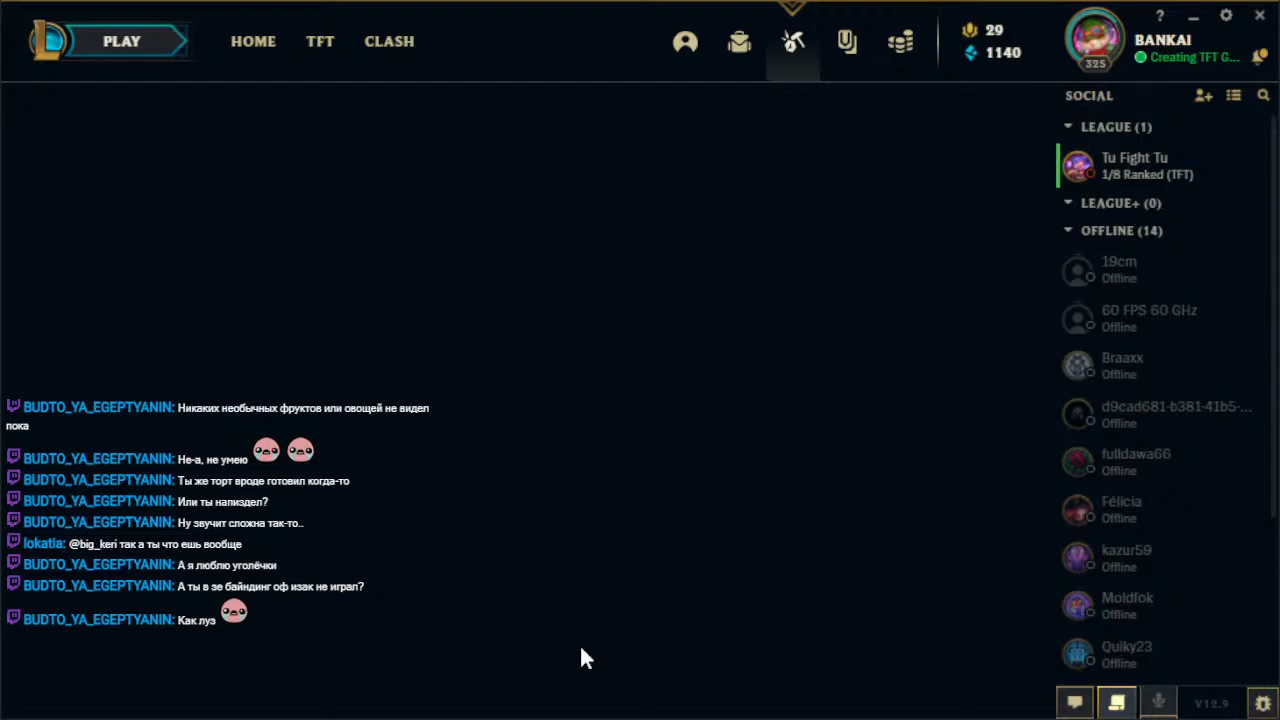 PLAY
HOME
TFT
CLASH
29
1140
325
?
BANKAI
Creating TFT G...
SOCIAL
LEAGUE (1)
Tu Fight Tu
1/8 Ranked (TFT)
LEAGUE+ (0)
OFFLINE (14)
19cm
Offline
60 FPS 60 GHz
Offline
Braaxx
Offline
d9cad681-b381-41b5-...
Offline
fulldawa66
Offline
Félicia
Offline
kazur59
Offline
Moldfok
Offline
Quiky23
Offline
V12.9
BUDTO_YA_EGEPTYANIN: Никаких необычных фруктов или овощей не видел
пока
BUDTO_YA_EGEPTYANIN: Не-а, не умею
BUDTO_YA_EGEPTYANIN: Ты же торт вроде готовил когда-то
BUDTO_YA_EGEPTYANIN: Или ты напиздел?
BUDTO_YA_EGEPTYANIN: Ну звучит сложна так-то..
lokatia: @big_keri так а ты что ешь вообще
BUDTO_YA_EGEPTYANIN: А я люблю уголёчки
BUDTO_YA_EGEPTYANIN: А ты в зе байндинг оф изак не играл?
BUDTO_YA_EGEPTYANIN: Как луз